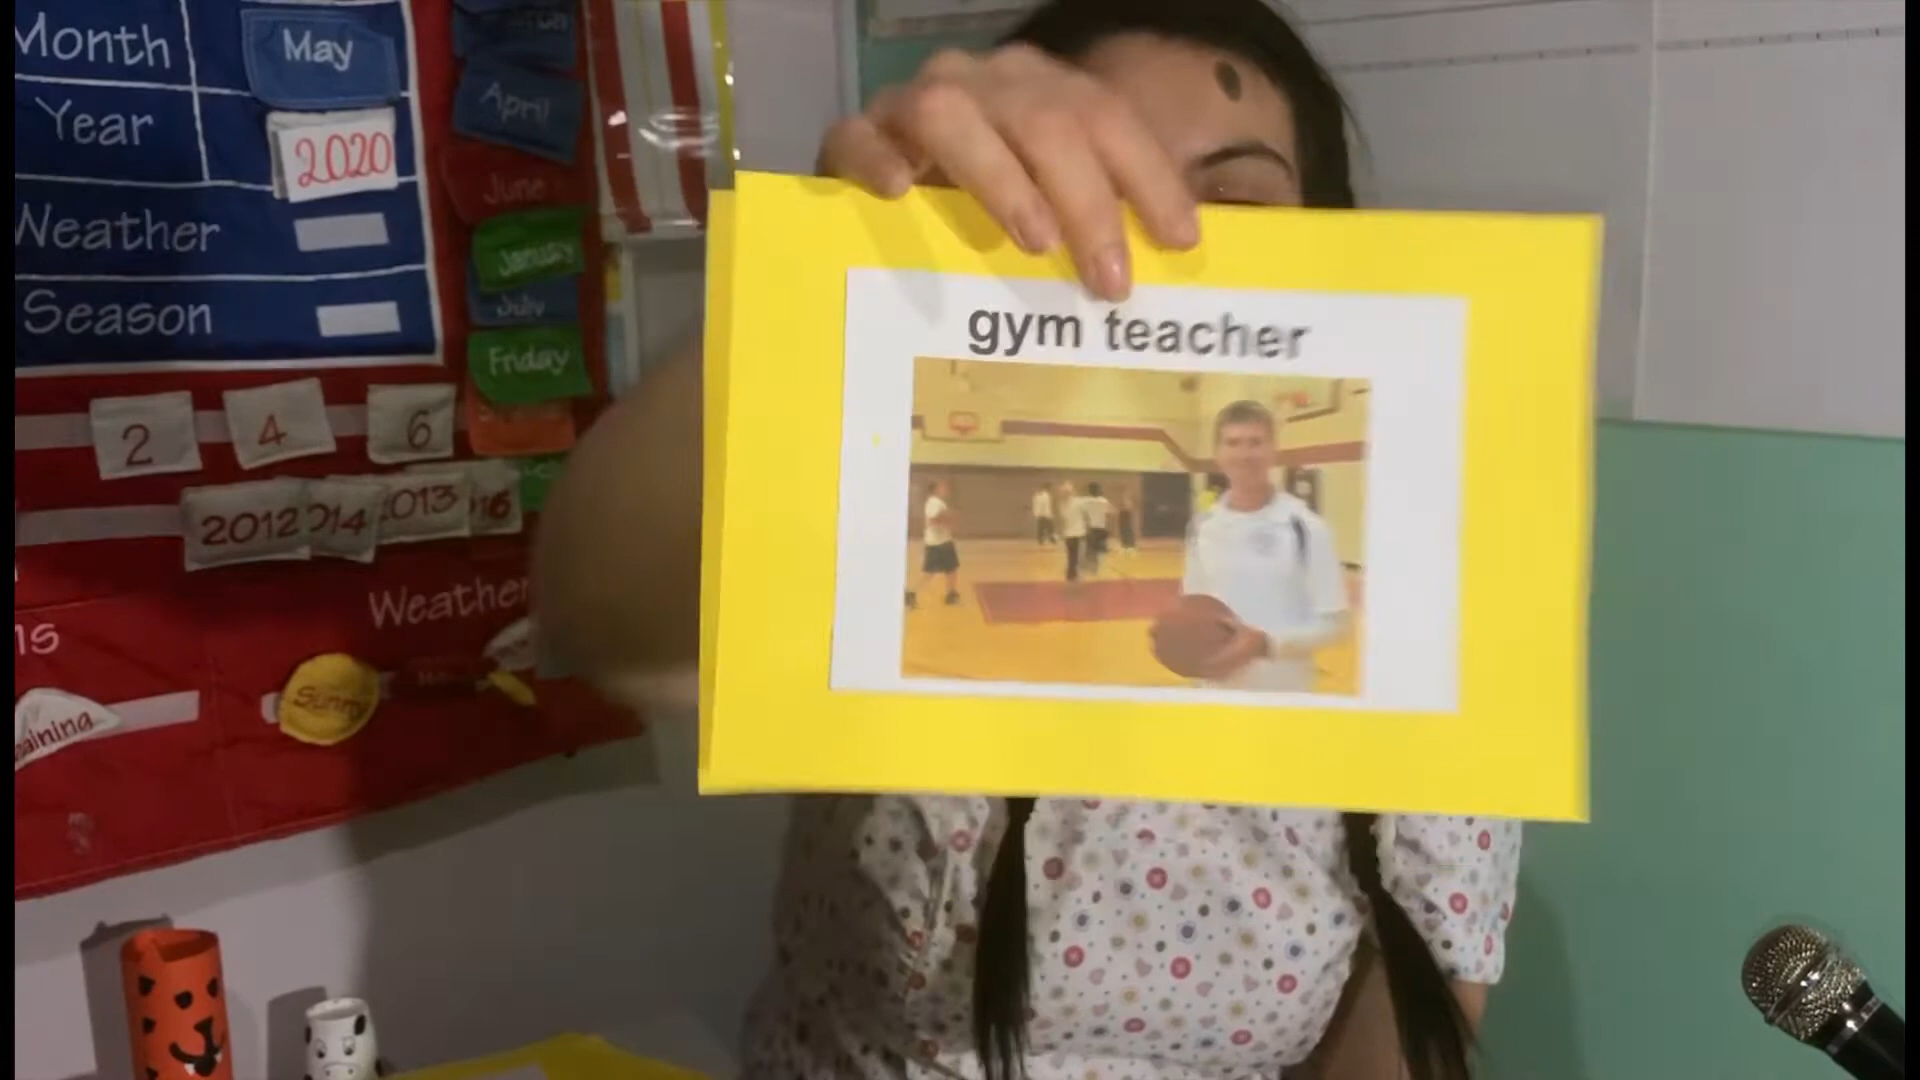 Month
May
Year
2020
Weather
Season
April
June
January
July
Friday
2
4
6
2012
2013
Weather
Sunny
gym teacher